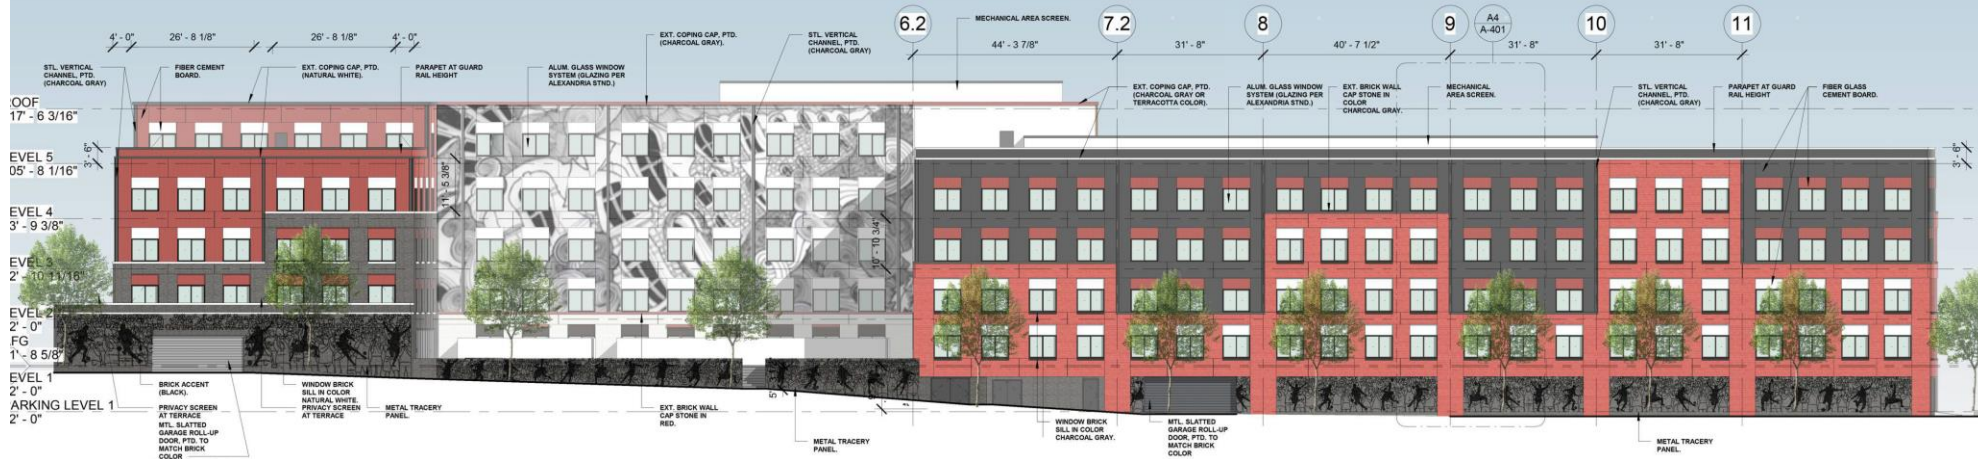 6.2
7.2
8
9
A4
A-401
10
11
MECHANICAL AREA SCREEN.
4' - 0"
26' - 8 1/8"
26' - 8 1/8"
4' - 0"
44' - 3 7/8"
31' - 8"
40' - 7 1/2"
31' - 8"
31' - 8"
STL. VERTICAL
CHANNEL, PTD.
(CHARCOAL GRAY)
FIBER CEMENT
BOARD.
EXT. COPING CAP, PTD.
(NATURAL WHITE).
PARAPET AT GUARD
RAIL HEIGHT
ALUM. GLASS WINDOW
SYSTEM (GLAZING PER
ALEXANDRIA STND.)
EXT. COPING CAP, PTD.
(CHARCOAL GRAY).
STL. VERTICAL
CHANNEL, PTD.
(CHARCOAL GRAY)
EXT. COPING CAP, PTD.
(CHARCOAL GRAY OR
TERRACOTTA COLOR).
ALUM. GLASS WINDOW
SYSTEM (GLAZING PER
ALEXANDRIA STND.)
EXT. BRICK WALL
CAP STONE IN
COLOR
CHARCOAL GRAY.
MECHANICAL
AREA SCREEN.
STL. VERTICAL
CHANNEL, PTD.
(CHARCOAL GRAY)
PARAPET AT GUARD
RAIL HEIGHT
FIBER GLASS
CEMENT BOARD.
OOF
17' - 6 3/16"
EVEL 5
05' - 8 1/16"
EVEL 4
3' - 9 3/8"
EVEL 3
2' - 10 11/16"
EVEL 2
2' - 0"
FG
1' - 8 5/8"
EVEL 1
2' - 0"
ARKING LEVEL 1
2' - 0"
3' - 6"
11' - 5 3/8"
10' - 10 3/4"
3' - 6"
BRICK ACCENT
(BLACK).
PRIVACY SCREEN
AT TERRACE
MTL. SLATTED
GARAGE ROLL-UP
DOOR, PTD. TO
MATCH BRICK
COLOR
WINDOW BRICK
SILL IN COLOR
NATURAL WHITE.
PRIVACY SCREEN
AT TERRACE
METAL TRACERY
PANEL.
EXT. BRICK WALL
CAP STONE IN
RED.
METAL TRACERY
PANEL.
WINDOW BRICK
SILL IN COLOR
CHARCOAL GRAY.
MTL. SLATTED
GARAGE ROLL-UP
DOOR, PTD. TO
MATCH BRICK
COLOR
METAL TRACERY
PANEL.